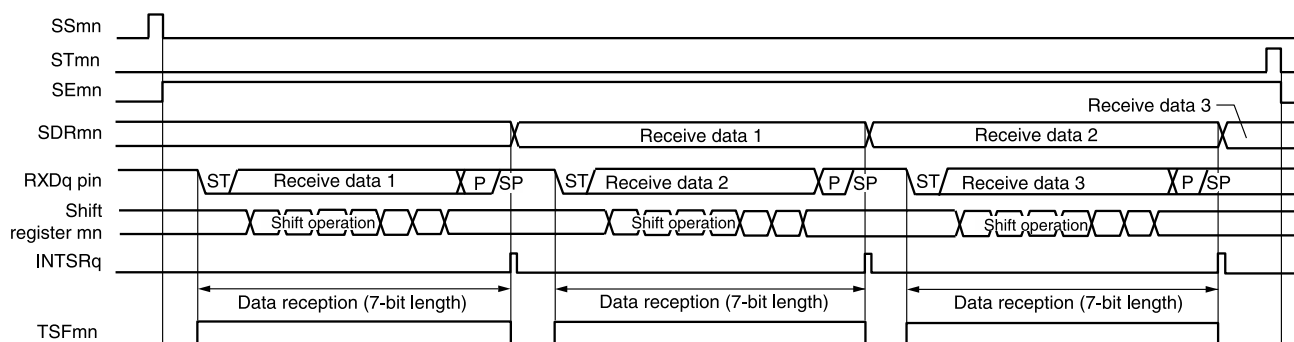 SSmn
STmn
SEmn
Receive data 3
SDRmn
Receive data 1
Receive data 2
RXDq pin
ST
Receive data 1
P
SP
ST
Receive data 2
P
SP
ST
Receive data 3
P
SP
Shift
register mn
Shift operation
Shift operation
Shift operation
INTSRq
Data reception (7-bit length)
Data reception (7-bit length)
Data reception (7-bit length)
TSFmn